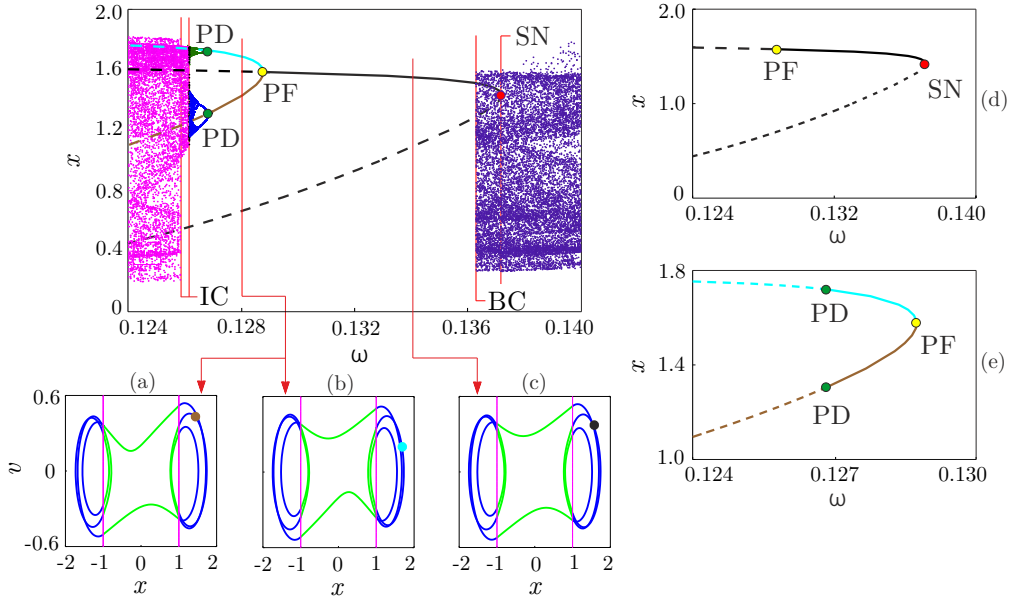 2.0
PD
SN
1.6
PF
1.2
PD
x
0.8
0.4
IC
BC
0
0.124
0.128
0.132
0.136
0.140
ω
(a)
(b)
(c)
0.6
v
0
-0.6
-2
-1
0
1
2
x
-2
-1
0
1
2
x
-2
-1
0
1
2
x
2.0
PF
SN
(d)
x
1.0
0
0.124
0.132
0.140
ω
1.8
PD
PF
x
(e)
1.4
PD
1.0
0.124
0.127
0.130
ω